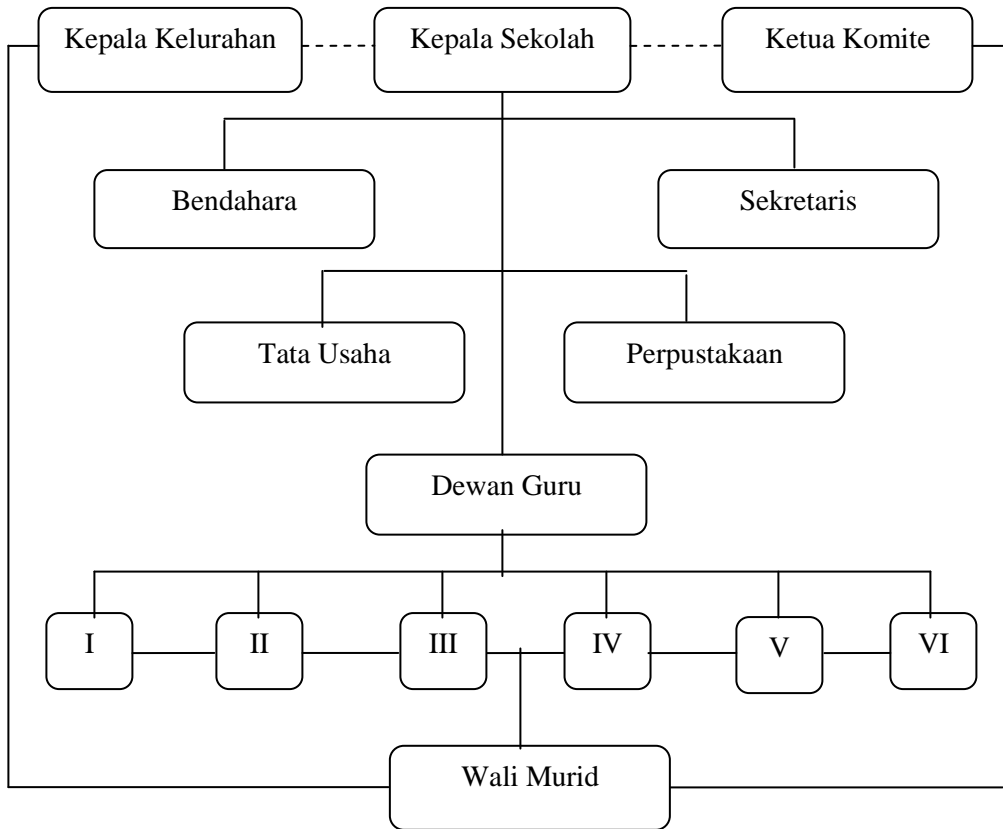 Kepala Kelurahan
Kepala Sekolah
Ketua Komite
Bendahara
Sekretaris
Tata Usaha
Perpustakaan
Dewan Guru
I
II
III
IV
V
VI
Wali Murid